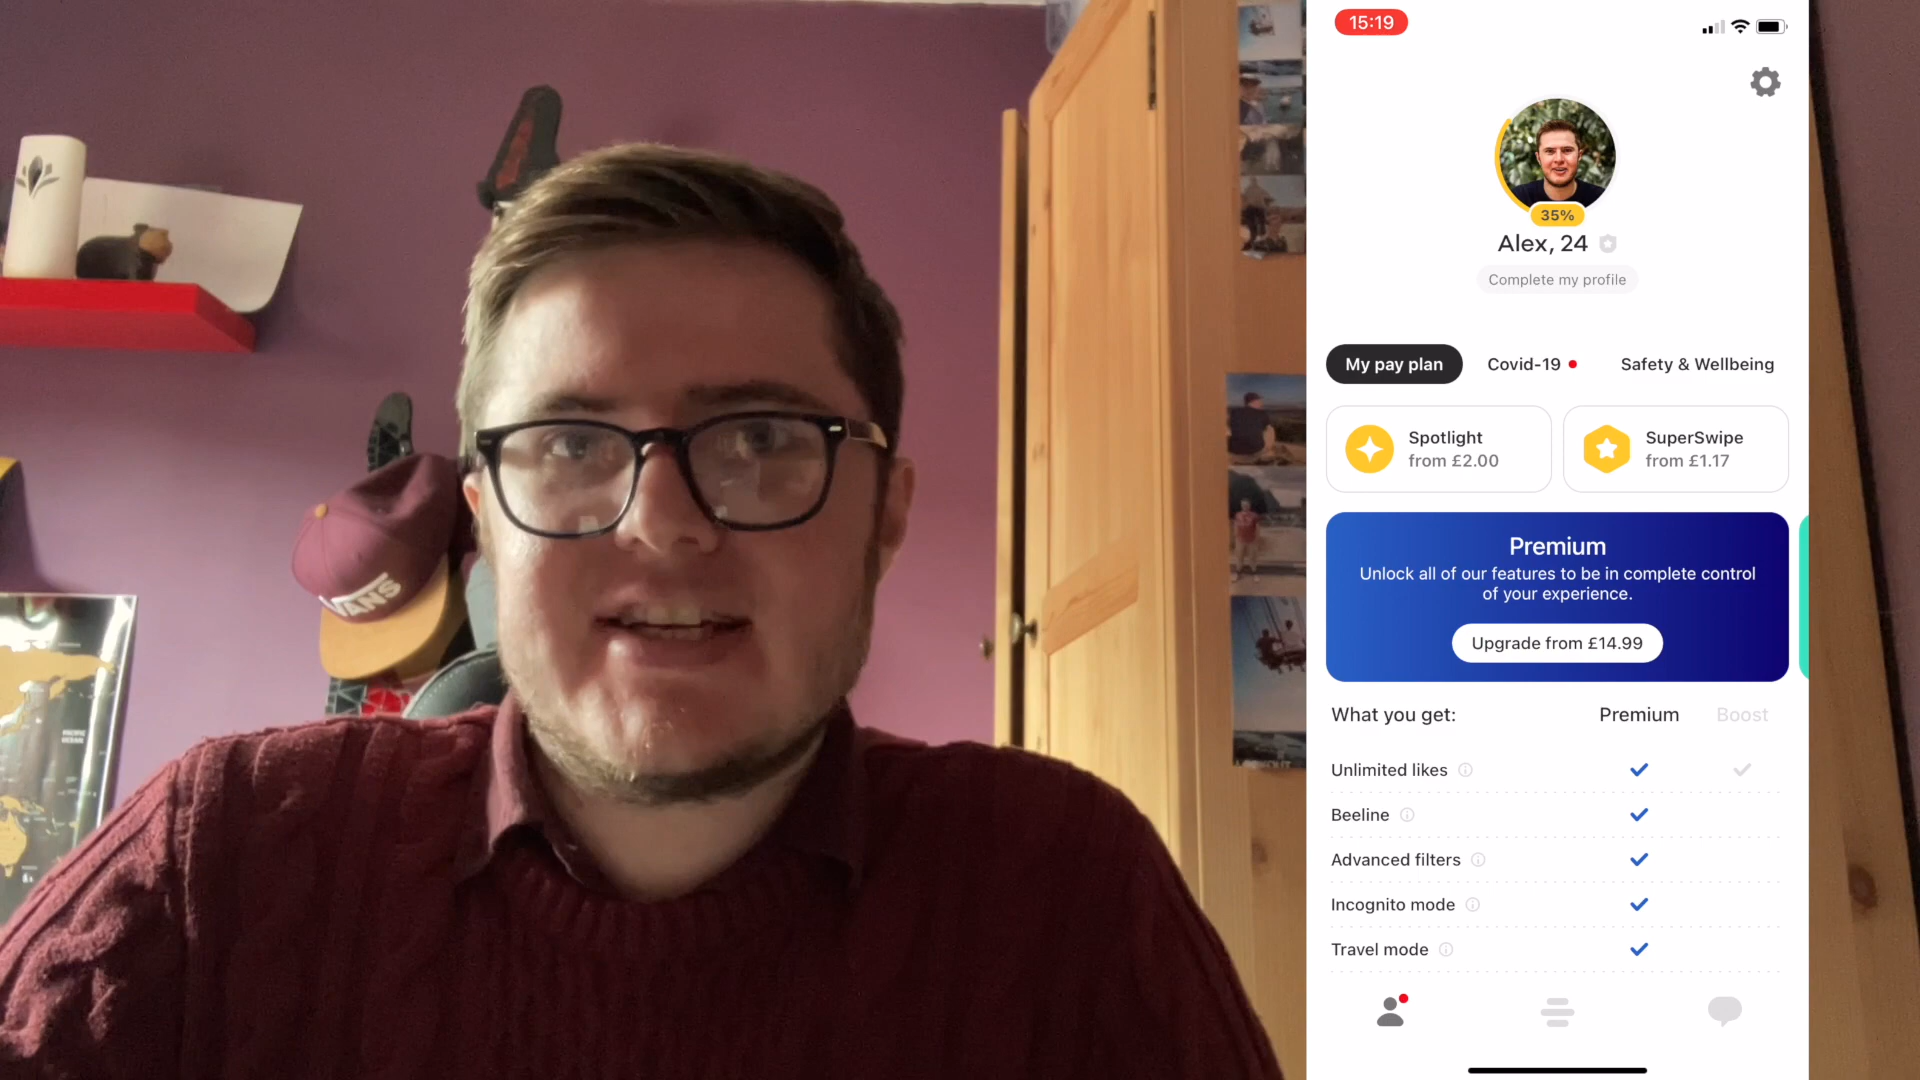 VANS
PACIFIC
OCEAN
15:19
35%
Alex, 24
Complete my profile
My pay plan
Covid-19
Safety & Wellbeing
Spotlight
from £2.00
SuperSwipe
from £1.17
Premium
Unlock all of our features to be in complete control
of your experience.
Upgrade from £14.99
What you get:
Premium
Boost
Unlimited likes
Beeline
Advanced filters
Incognito mode
Travel mode